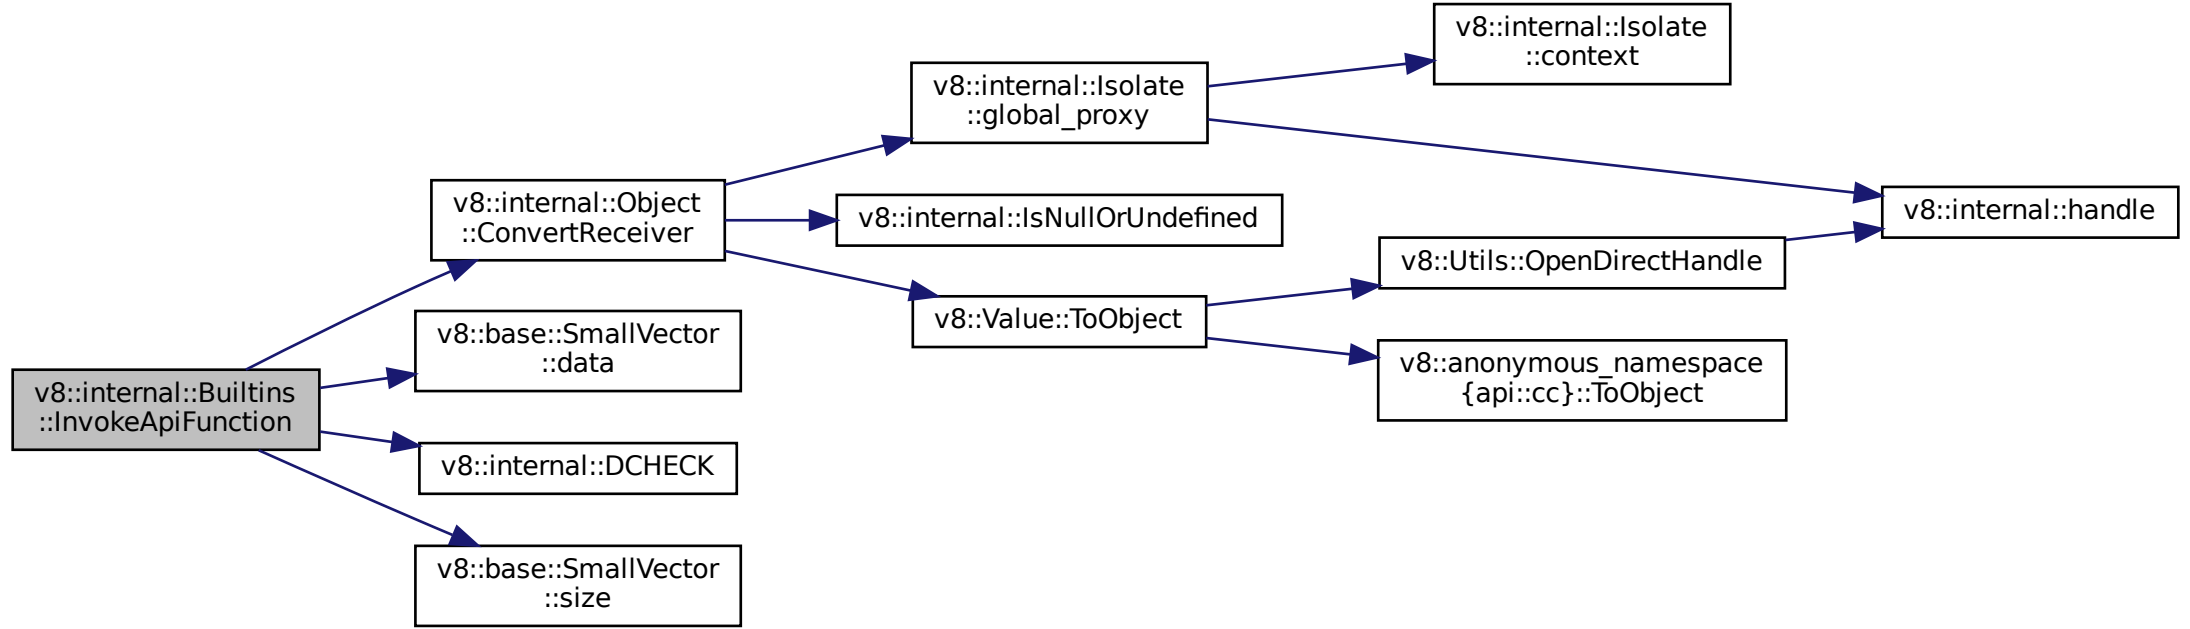 v8::internal::Builtins
::InvokeApiFunction
v8::internal::Object
::ConvertReceiver
v8::base::SmallVector
::data
v8::internal::DCHECK
v8::base::SmallVector
::size
v8::internal::Isolate
::global_proxy
v8::internal::IsNullOrUndefined
v8::Value::ToObject
v8::internal::Isolate
::context
v8::Utils::OpenDirectHandle
v8::anonymous_namespace
{api::cc}::ToObject
v8::internal::handle